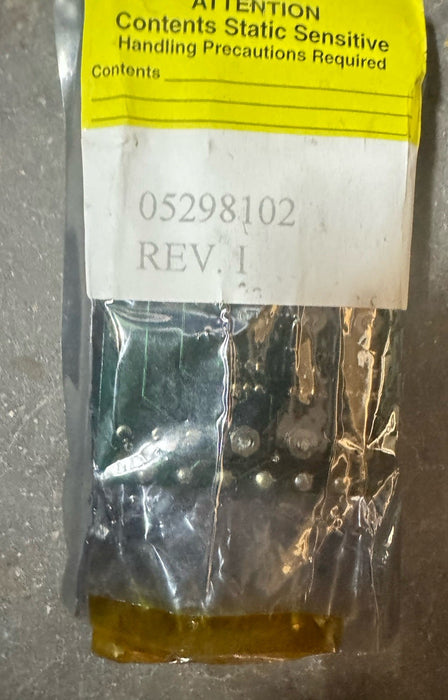 ATTENTION
Contents Static Sensitive
Handling Precautions Required
Contents
05298102
REV. I